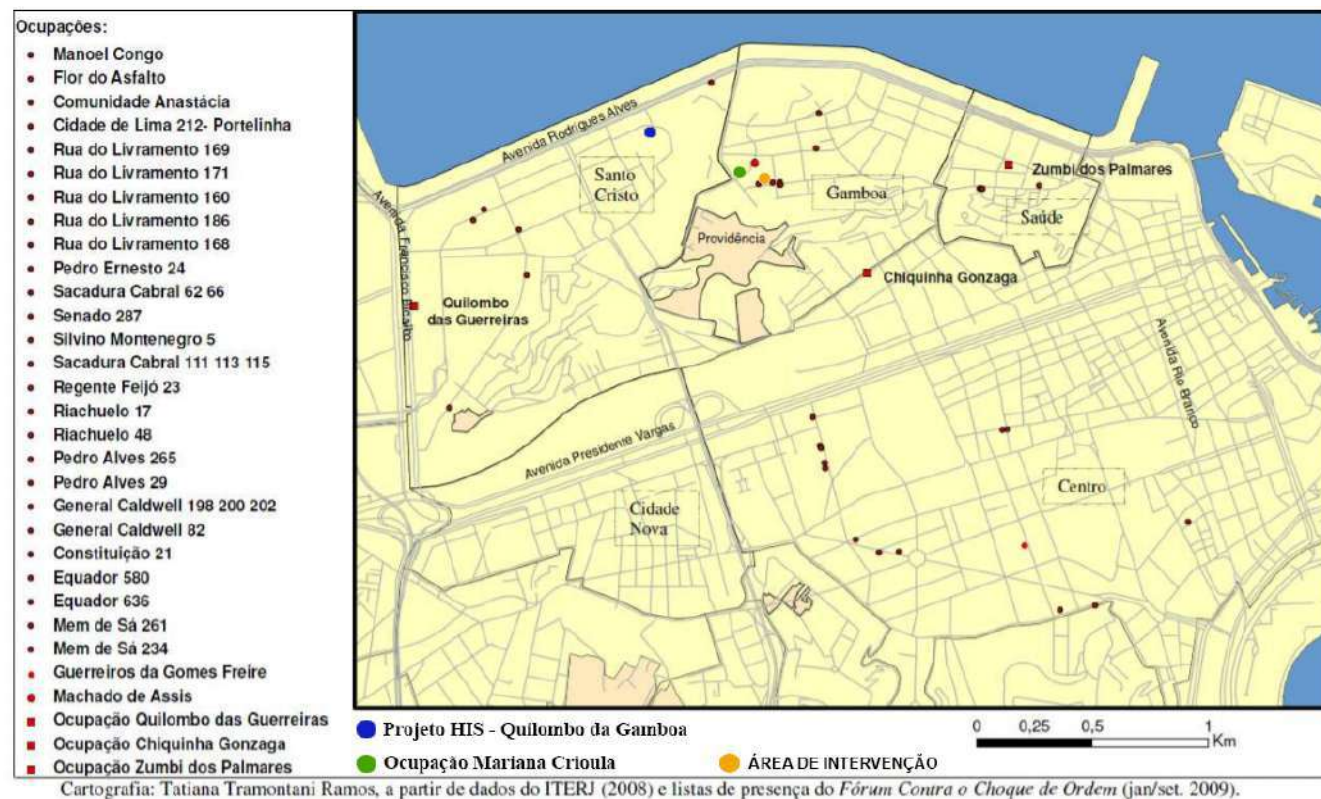 Ocupações:
Manoel Congo
Flor do Asfalto
Comunidade Anastácia
Cidade de Lima 212- Portelinha
Rua do Livramento 169
Rua do Livramento 171
Rua do Livramento 160
Rua do Livramento 186
Rua do Livramento 168
Pedro Ernesto 24
Sacadura Cabral 62 66
Senado 287
Silvino Montenegro 5
Sacadura Cabral 111 113 115
Regente Feijó 23
Riachuelo 17
Riachuelo 48
Pedro Alves 265
Pedro Alves 29
General Caldwell 198 200 202
General Caldwell 82
Constituição 21
Equador 580
Equador 636
Mem de Sá 261
Mem de Sá 234
Guerreiros da Gomes Freire
Machado de Assis
Ocupação Quilombo das Guerreiras
Ocupação Chiquinha Gonzaga
Ocupação Zumbi dos Palmares
Avenida Rodrigues Alves
Avenida Francisco Bicalho
Santo
Cristo
Gamboa
Zumbi dos Palmares
Saúde
Providência
Chiquinha Gonzaga
Quilombo
das Guerreiras
Avenida Rio Branco
Avenida Presidente Vargas
Centro
Cidade
Nova
Projeto HIS - Quilombo da Gamboa
Ocupação Mariana Crioula
ÁREA DE INTERVENÇÃO
0 0,25 0,5 1
Km
Cartografia: Tatiana Tramontani Ramos, a partir de dados do ITERJ (2008) e listas de presença do Fórum Contra o Choque de Ordem (jan/set. 2009).